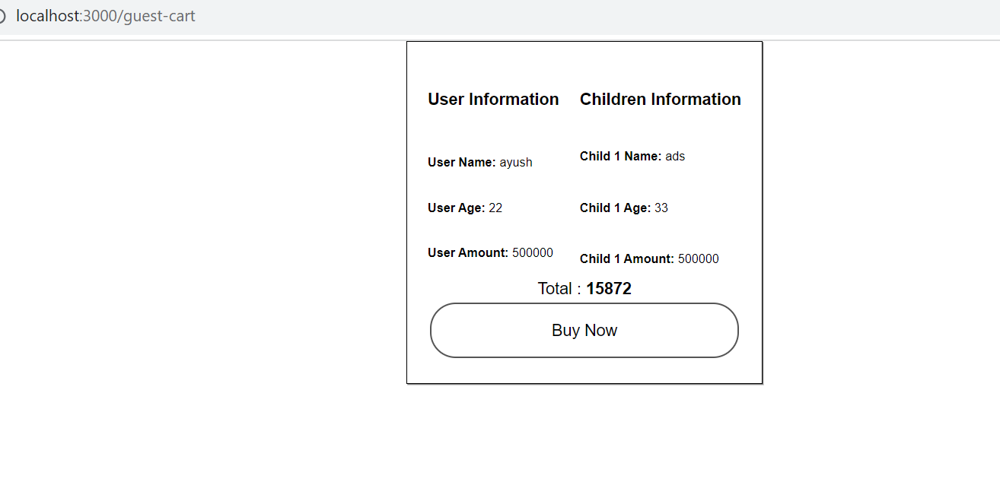 localhost:3000/guest-cart
User Information
Children Information
User Name: ayush
Child 1 Name: ads
User Age: 22
Child 1 Age: 33
User Amount: 500000
Child 1 Amount: 500000
Total : 15872
Buy Now